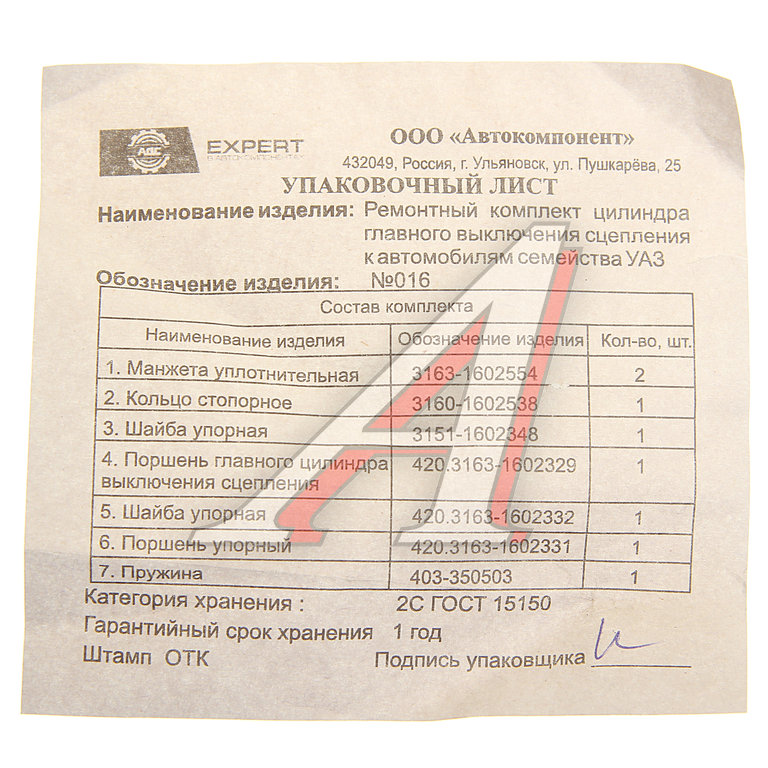 АДС EXPERT
В АВТОКОМПОНЕНТАХ
ООО «Автокомпонент»
432049, Россия, г. Ульяновск, ул. Пушкарёва, 25
УПАКОВОЧНЫЙ ЛИСТ
Наименование изделия: Ремонтный комплект цилиндра
главного выключения сцепления
к автомобилям семейства УАЗ
Обозначение изделия: №016
Состав комплекта
Наименование изделия Обозначение изделия Кол-во, шт.
1. Манжета уплотнительная 3163-1602554 2
2. Кольцо стопорное 3160-1602538 1
3. Шайба упорная 3151-1602348 1
4. Поршень главного цилиндра 420.3163-1602329 1
выключения сцепления
5. Шайба упорная 420.3163-1602332 1
6. Поршень упорный 420.3163-1602331 1
7. Пружина 403-350503 1
Категория хранения : 2С ГОСТ 15150
Гарантийный срок хранения 1 год
Штамп ОТК Подпись упаковщика